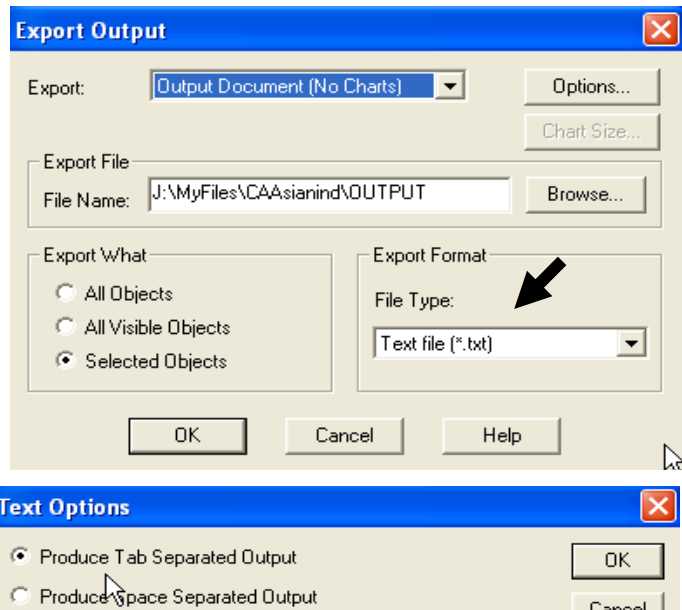 Export Output
Export: Output Document (No Charts) Options...
Chart Size...
Export File
File Name: J:\MyFiles\CAAsianind\OUTPUT Browse...
Export What Export Format
All Objects File Type:
All Visible Objects Text file (*.txt)
Selected Objects
OK Cancel Help
Text Options
Produce Tab Separated Output OK
Produce Space Separated Output Cancel